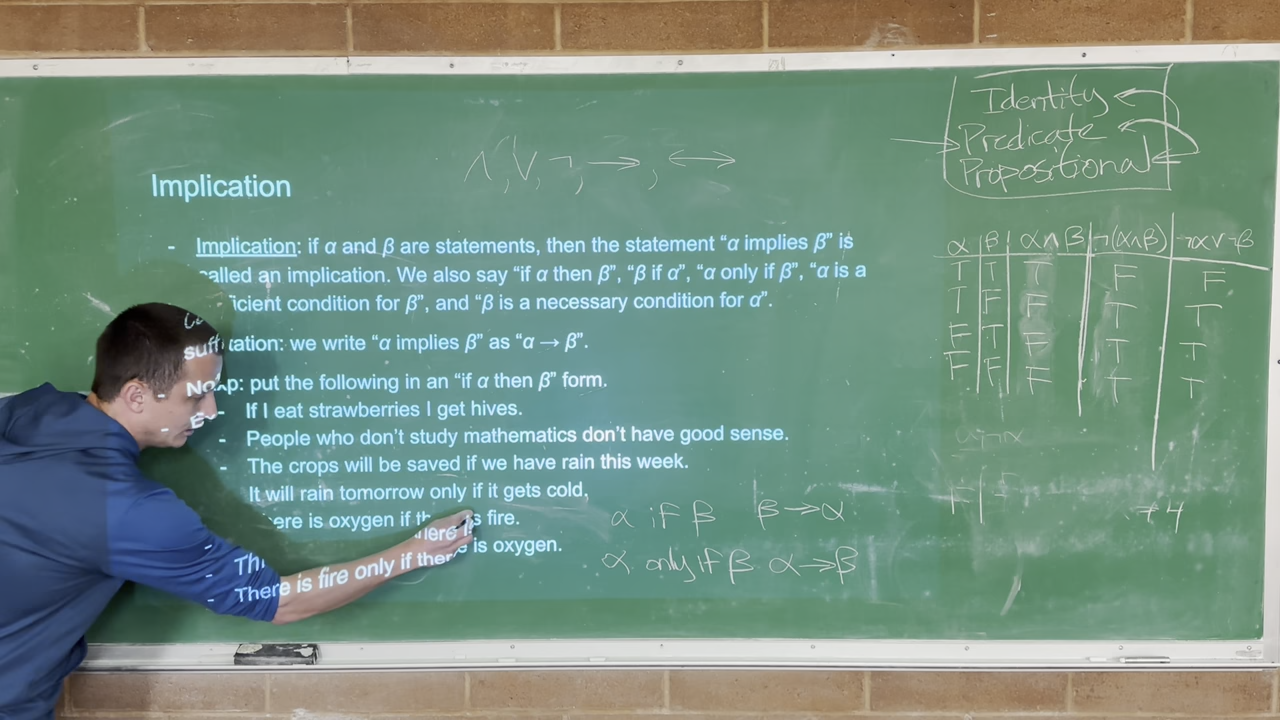 Identity
Predicate
Propositional
∧, ∨, ¬, →, ↔
Implication
- Implication: if α and β are statements, then the statement “α implies β” is
called an implication. We also say “if α then β”, “β if α”, “α only if β”, “α is a
sufficient condition for β”, and “β is a necessary condition for α”.
ation: we write “α implies β” as “α → β”.
p: put the following in an “if α then β” form.
- If I eat strawberries I get hives.
- People who don’t study mathematics don’t have good sense.
- The crops will be saved if we have rain this week.
It will rain tomorrow only if it gets cold.
There is oxygen if there is fire.
- There is fire only if there is oxygen.
α if β β→α
α only if β α→β
α β α∧β ¬(α∧β) ¬α∨¬β
T T T F F
T F F T T
F T F T T
F F F T T